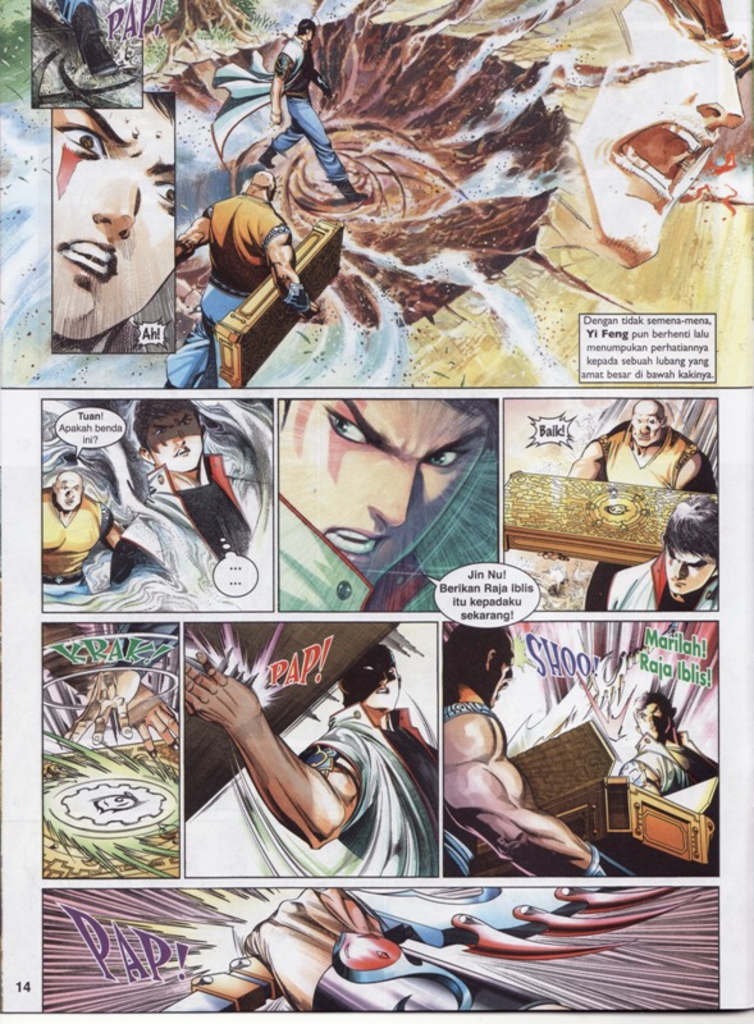 PAP!
Ah!
Dengan tidak semena-mena,
Yi Feng pun berhenti lalu
menumpukan perhatiannya
kepada sebuah lubang yang
amat besar di bawah kakinya.
Tuan!
Apakah benda
ini?
...
...
Jin Nu!
Berikan Raja Iblis
itu kepadaku
sekarang!
Baik!
KRAK!
PAP!
SHOO!
Marilah!
Raja Iblis!
PAP!
14